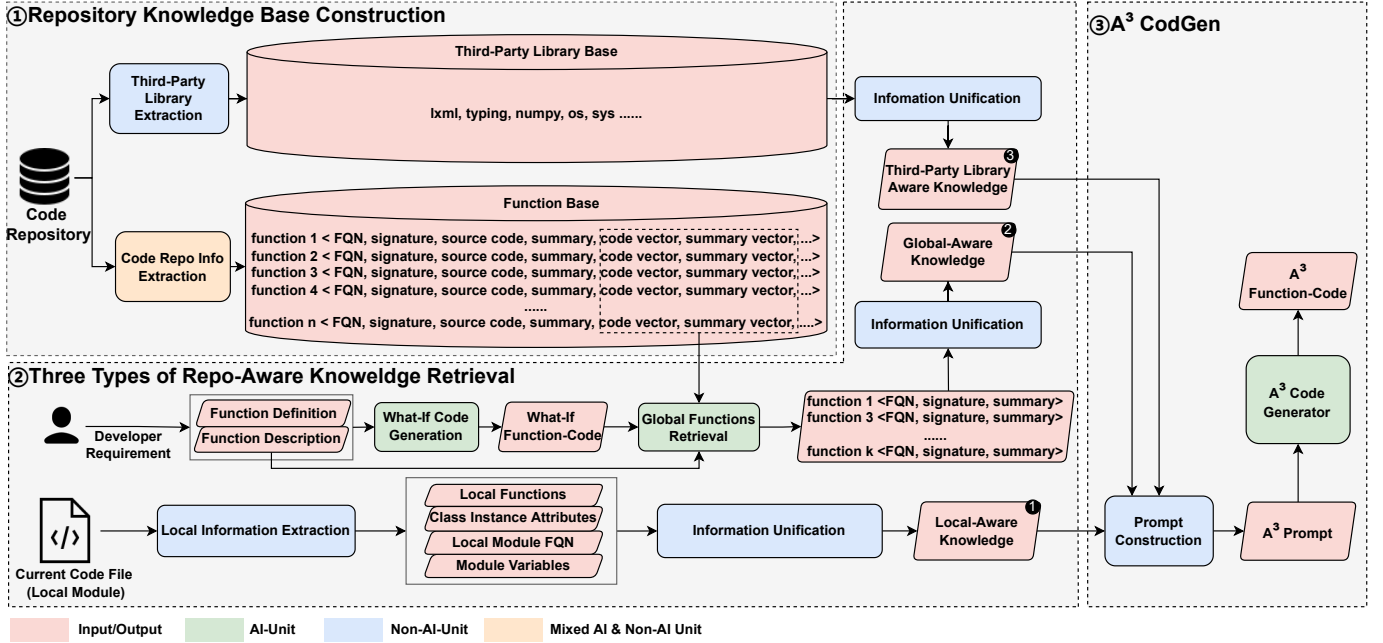 ①Repository Knowledge Base Construction
Third-Party
Library
Extraction
Third-Party Library Base
lxml, typing, numpy, os, sys ......
Code
Repository
Code Repo Info
Extraction
Function Base
function 1 < FQN, signature, source code, summary, code vector, summary vector, ...>
function 2 < FQN, signature, source code, summary, code vector, summary vector, ...>
function 3 < FQN, signature, source code, summary, code vector, summary vector, ...>
function 4 < FQN, signature, source code, summary, code vector, summary vector, ...>
......
function n < FQN, signature, source code, summary, code vector, summary vector, ....>
Infomation Unification
3
Third-Party Library
Aware Knowledge
2
Global-Aware
Knowledge
Information Unification
②Three Types of Repo-Aware Knoweldge Retrieval
Developer
Requirement
Function Definition
Function Description
What-If Code
Generation
What-If
Function-Code
Global Functions
Retrieval
function 1 <FQN, signature, summary>
function 3 <FQN, signature, summary>
......
function k <FQN, signature, summary>
Current Code File
(Local Module)
Local Information Extraction
Local Functions
Class Instance Attributes
Local Module FQN
Module Variables
Information Unification
1
Local-Aware
Knowledge
③A³ CodGen
A³
Function-Code
A³ Code
Generator
Prompt
Construction
A³ Prompt
Input/Output
AI-Unit
Non-AI-Unit
Mixed AI & Non-AI Unit